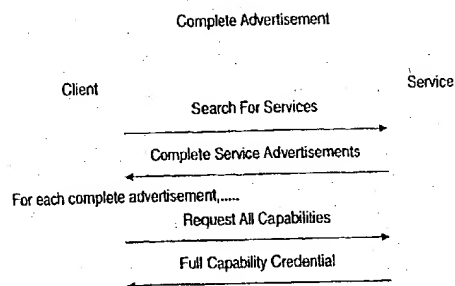 Complete Advertisement
Client
Service
Search For Services
Complete Service Advertisements
For each complete advertisement,.....
Request All Capabilities
Full Capability Credential